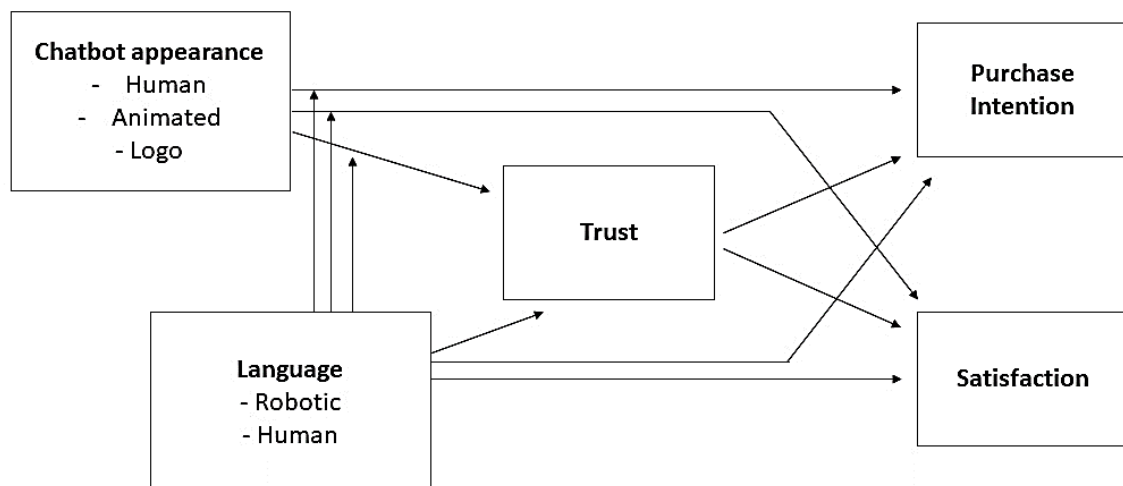 Chatbot appearance
- Human
- Animated
- Logo
Purchase
Intention
Trust
Language
- Robotic
- Human
Satisfaction